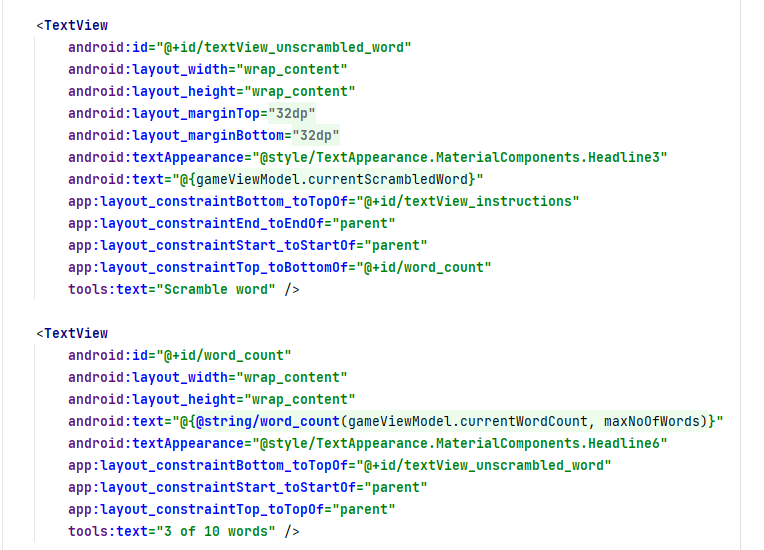 <TextView
android:id="@+id/textView_unscrambled_word"
android:layout_width="wrap_content"
android:layout_height="wrap_content"
android:layout_marginTop="32dp"
android:layout_marginBottom="32dp"
android:textAppearance="@style/TextAppearance.MaterialComponents.Headline3"
android:text="@{gameViewModel.currentScrambledWord}"
app:layout_constraintBottom_toTopOf="@+id/textView_instructions"
app:layout_constraintEnd_toEndOf="parent"
app:layout_constraintStart_toStartOf="parent"
app:layout_constraintTop_toBottomOf="@+id/word_count"
tools:text="Scramble word" />
<TextView
android:id="@+id/word_count"
android:layout_width="wrap_content"
android:layout_height="wrap_content"
android:text="@{@string/word_count(gameViewModel.currentWordCount, maxNoOfWords)}"
android:textAppearance="@style/TextAppearance.MaterialComponents.Headline6"
app:layout_constraintBottom_toTopOf="@+id/textView_unscrambled_word"
app:layout_constraintStart_toStartOf="parent"
app:layout_constraintTop_toTopOf="parent"
tools:text="3 of 10 words" />